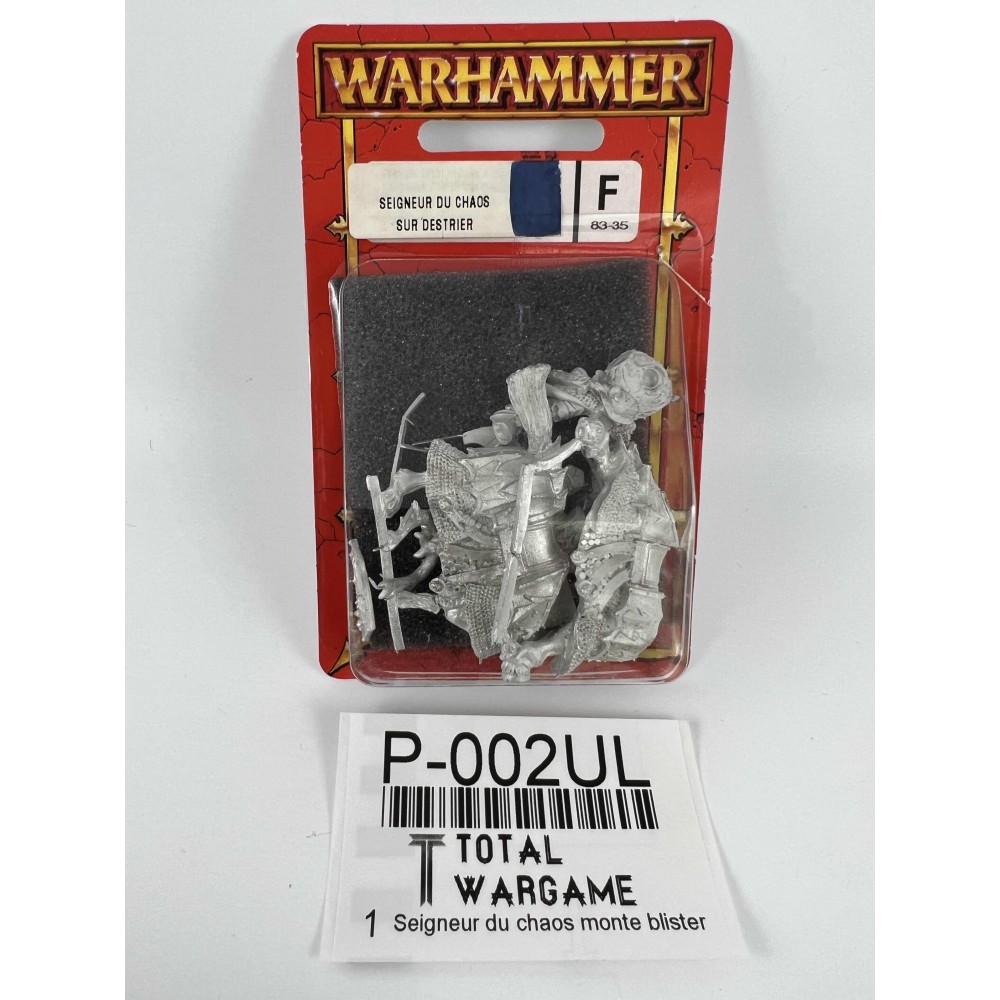 WARHAMMER
SEIGNEUR DU CHAOS
SUR DESTRIER
F
83-35
P-002UL
TOTAL
WARGAME
1 Seigneur du chaos monte blister